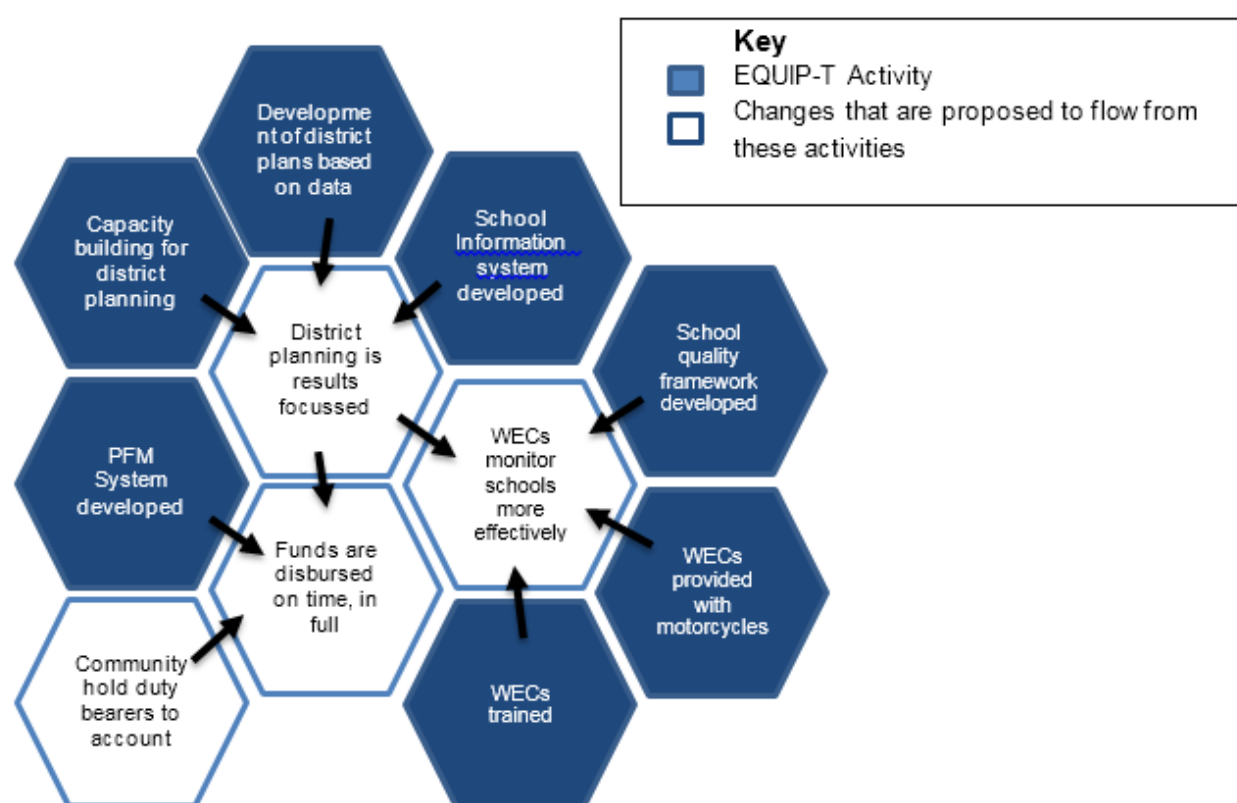 Key
EQUIP-T Activity
Changes that are proposed to flow from
these activities
Developme
nt of district
plans based
on data
Capacity
building for
district
planning
School
Information
system
developed
District
planning is
results
focussed
School
quality
framework
developed
PFM
System
developed
WECs
monitor
schools
more
effectively
Funds are
disbursed
on time, in
full
WECs
provided
with
motorcycles
Community
hold duty
bearers to
account
WECs
trained